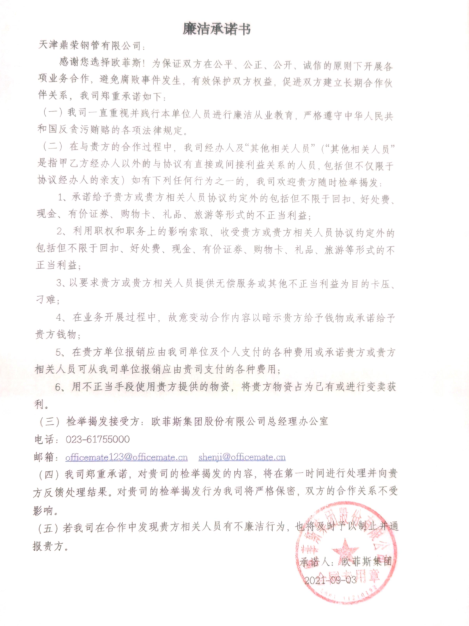 廉洁承诺书
天津鼎荣钢管有限公司：
感谢您选择欧菲斯！为保证双方在公平、公正、公开、诚信的原则下开展各
项业务合作，避免腐败事件发生，有效保护双方权益，促进双方建立长期合作伙
伴关系，我司郑重承诺如下：
（一）我司一直重视并践行本单位人员进行廉洁从业教育，严格遵守中华人民共
和国反贪污贿赂的各项法律规定。
（二）在与贵方的合作过程中，我司经办人及“其他相关人员”（“其他相关人员”
是指甲乙方经办人以外的与协议有直接或间接利益关系的人员，包括但不仅限于
协议经办人的亲友）如有下列任何行为之一的，我司欢迎贵方随时检举揭发：
1、承诺给予贵方或贵方相关人员协议约定外的包括但不限于回扣、好处费、
现金、有价证券、购物卡、礼品、旅游等形式的不正当利益；
2、利用职权和职务上的影响索取、收受贵方或贵方相关人员协议约定外的
包括但不限于回扣、好处费、现金、有价证券、购物卡、礼品、旅游等形式的不
正当利益；
3、以要求贵方或贵方相关人员提供无偿服务或其他不正当利益为目的卡压、
刁难；
4、在业务开展过程中，故意变动合作内容以暗示贵方给予钱物或承诺给予
贵方钱物；
5、在贵方单位报销应由我司单位及个人支付的各种费用或承诺贵方或贵方
相关人员可从我司单位报销应由贵司支付的各种费用；
6、用不正当手段使用贵方提供的物资，将贵方物资占为已有或进行变卖获
利。
（三）检举揭发接受方：欧菲斯集团股份有限公司总经理办公室
电话：023-61755000
邮箱：officemate123@officemate.cn shenji@officemate.cn
（四）我司郑重承诺，对贵司的检举揭发的内容，将在第一时间进行处理并向贵
方反馈处理结果。对贵司的检举揭发行为我司将严格保密，双方的合作关系不受
影响。
（五）若我司在合作中发现贵方相关人员有不廉洁行为，也将及时予以制止并通
报贵方。
承诺人：欧菲斯集团
2021-09-03